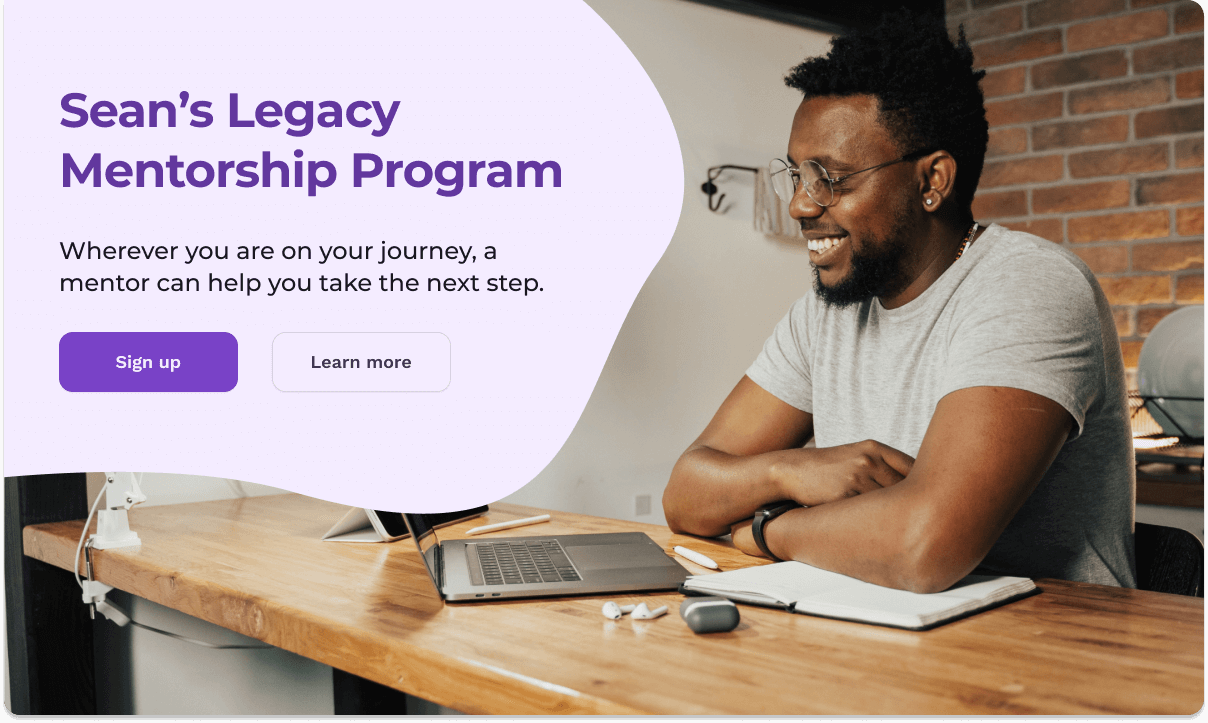 Sean’s Legacy
Mentorship Program
Wherever you are on your journey, a
mentor can help you take the next step.
Sign up
Learn more